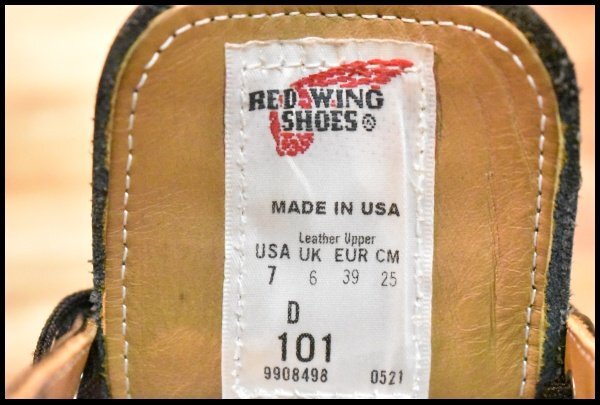 RED WING
SHOES®
MADE IN USA
Leather Upper
USA UK EUR CM
7 6 39 25
D
101
9908498 0521